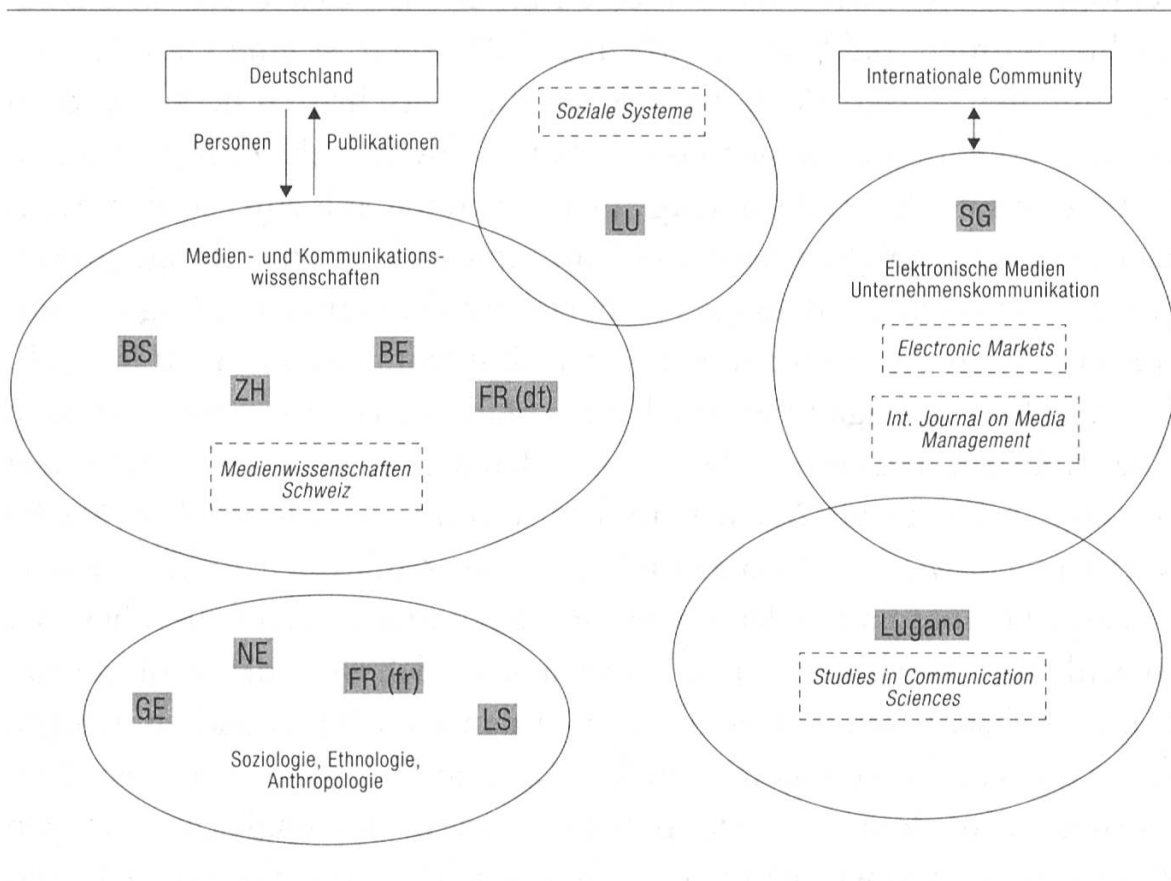 Deutschland
Personen
Publikationen
Medien- und Kommunikations-
wissenschaften
BS
BE
ZH
FR (dt)
Medienwissenschaften
Schweiz
Soziale Systeme
LU
Internationale Community
SG
Elektronische Medien
Unternehmenskommunikation
Electronic Markets
Int. Journal on Media
Management
Lugano
Studies in Communication
Sciences
NE
FR (fr)
GE
LS
Soziologie, Ethnologie,
Anthropologie